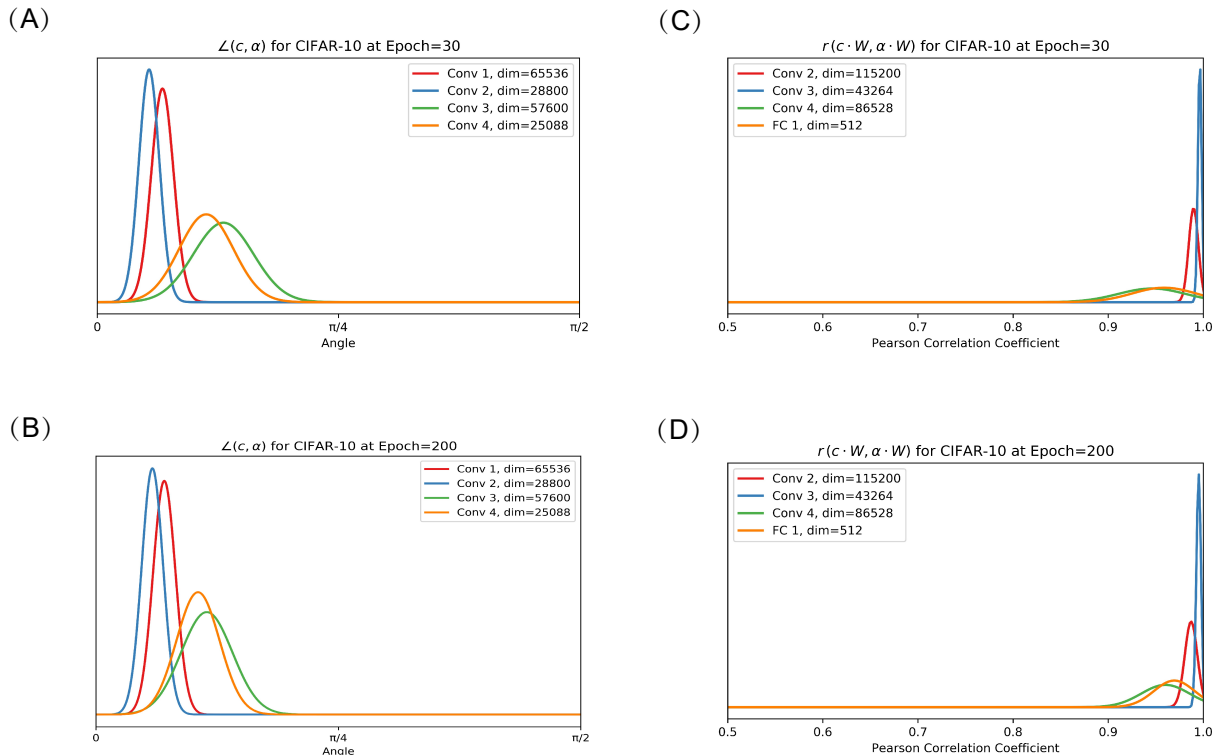 (A)
∠(c, α) for CIFAR-10 at Epoch=30
Conv 1, dim=65536
Conv 2, dim=28800
Conv 3, dim=57600
Conv 4, dim=25088
0 π/4 π/2
Angle
(C)
r (c · W, α · W) for CIFAR-10 at Epoch=30
Conv 2, dim=115200
Conv 3, dim=43264
Conv 4, dim=86528
FC 1, dim=512
0.5 0.6 0.7 0.8 0.9 1.0
Pearson Correlation Coefficient
(B)
∠(c, α) for CIFAR-10 at Epoch=200
Conv 1, dim=65536
Conv 2, dim=28800
Conv 3, dim=57600
Conv 4, dim=25088
0 π/4 π/2
Angle
(D)
r (c · W, α · W) for CIFAR-10 at Epoch=200
Conv 2, dim=115200
Conv 3, dim=43264
Conv 4, dim=86528
FC 1, dim=512
0.5 0.6 0.7 0.8 0.9 1.0
Pearson Correlation Coefficient